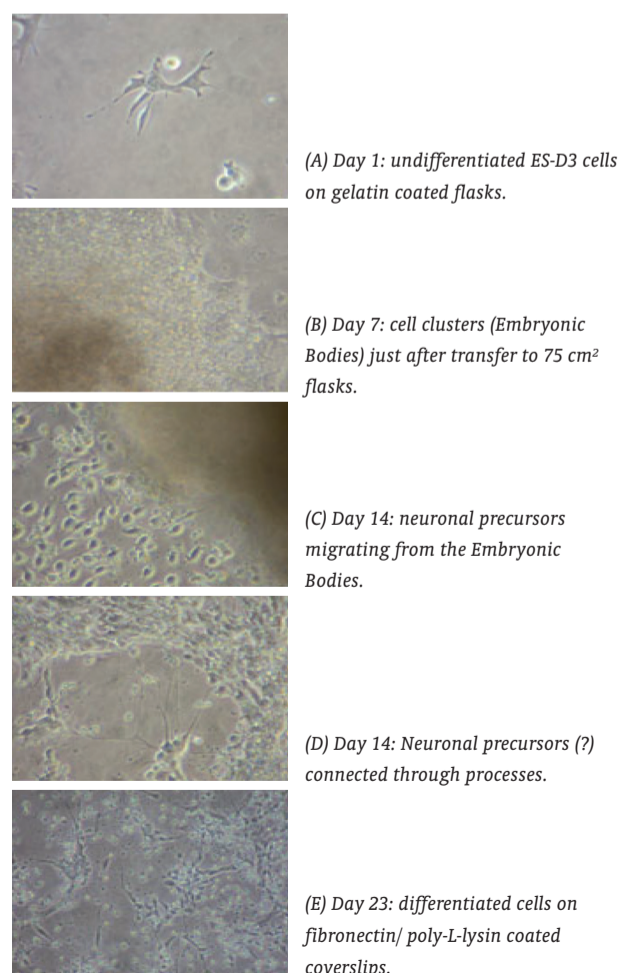 (A) Day 1: undifferentiated ES-D3 cells
on gelatin coated flasks.
(B) Day 7: cell clusters (Embryonic
Bodies) just after transfer to 75 cm²
flasks.
(C) Day 14: neuronal precursors
migrating from the Embryonic
Bodies.
(D) Day 14: Neuronal precursors (?)
connected through processes.
(E) Day 23: differentiated cells on
fibronectin/ poly-L-lysin coated
coverslips.